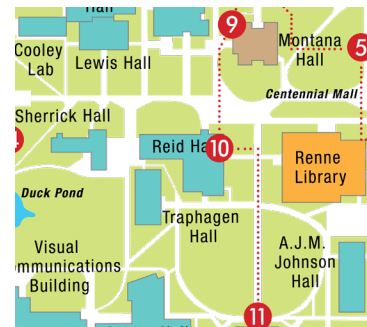 Hall
9
Montana
Hall
5
Cooley
Lab
Lewis Hall
Centennial Mall
Sherrick Hall
4
Reid Ha
10
Renne
Library
Duck Pond
Traphagen
Hall
Visual
mmunications
Building
A.J.M.
Johnson
Hall
11